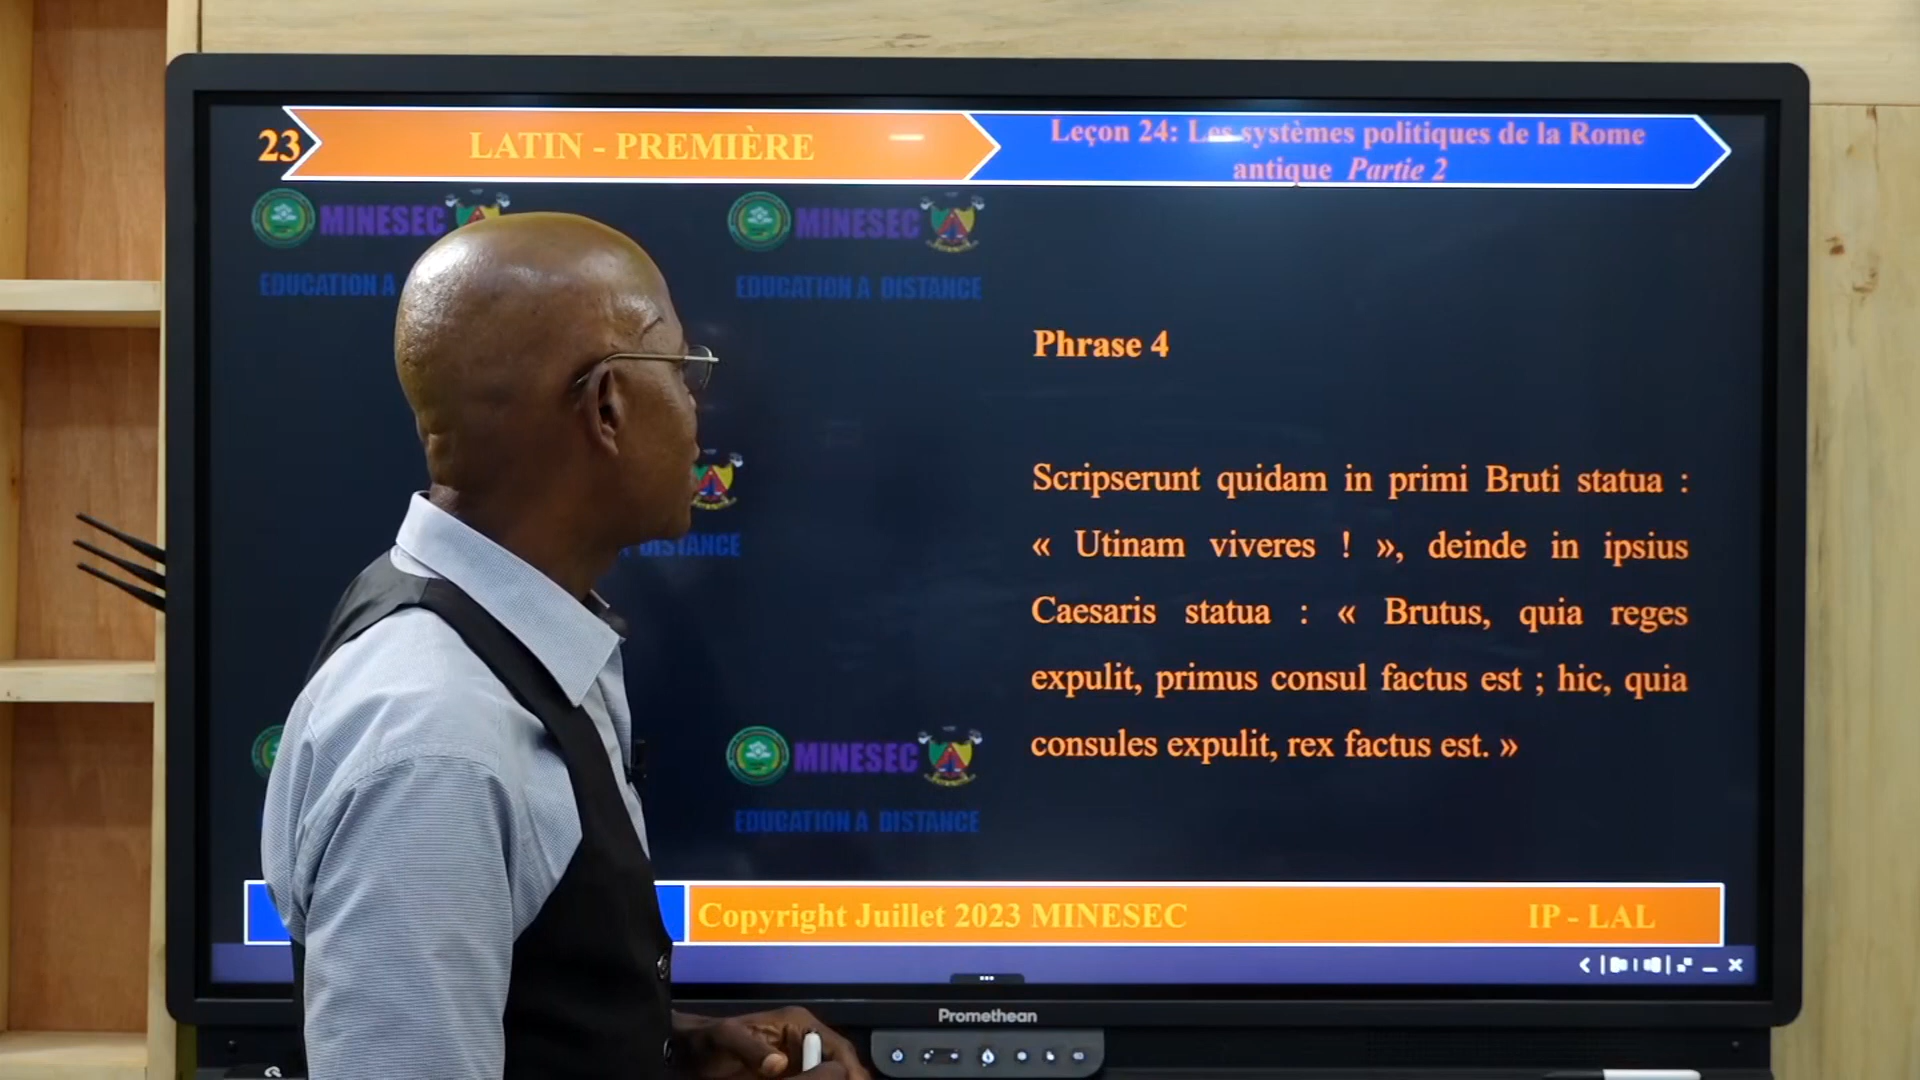 23
LATIN - PREMIÈRE
Leçon 24: Les systèmes politiques de la Rome
antique Partie 2
MINESEC
MINESEC
EDUCATION A
EDUCATION A DISTANCE
Phrase 4
Scripserunt quidam in primi Bruti statua :
« Utinam viveres ! », deinde in ipsius
Caesaris statua : « Brutus, quia reges
expulit, primus consul factus est ; hic, quia
consules expulit, rex factus est. »
DISTANCE
MINESEC
EDUCATION A DISTANCE
Copyright Juillet 2023 MINESEC
IP - LAL
Promethean